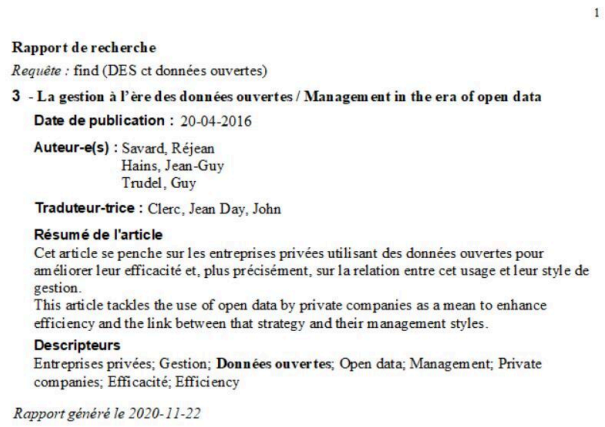 1
Rapport de recherche
Requête : find (DES ct données ouvertes)
3 - La gestion à l'ère des données ouvertes / Management in the era of open data
Date de publication : 20-04-2016
Auteur-e(s) : Savard, Réjean
Hains, Jean-Guy
Trudel, Guy
Traduteur-trice : Clerc, Jean Day, John
Résumé de l'article
Cet article se penche sur les entreprises privées utilisant des données ouvertes pour
améliorer leur efficacité et, plus précisément, sur la relation entre cet usage et leur style de
gestion.
This article tackles the use of open data by private companies as a mean to enhance
efficiency and the link between that strategy and their management styles.
Descripteurs
Entreprises privées; Gestion; Données ouvertes; Open data; Management; Private
companies; Efficacité; Efficiency
Rapport généré le 2020-11-22